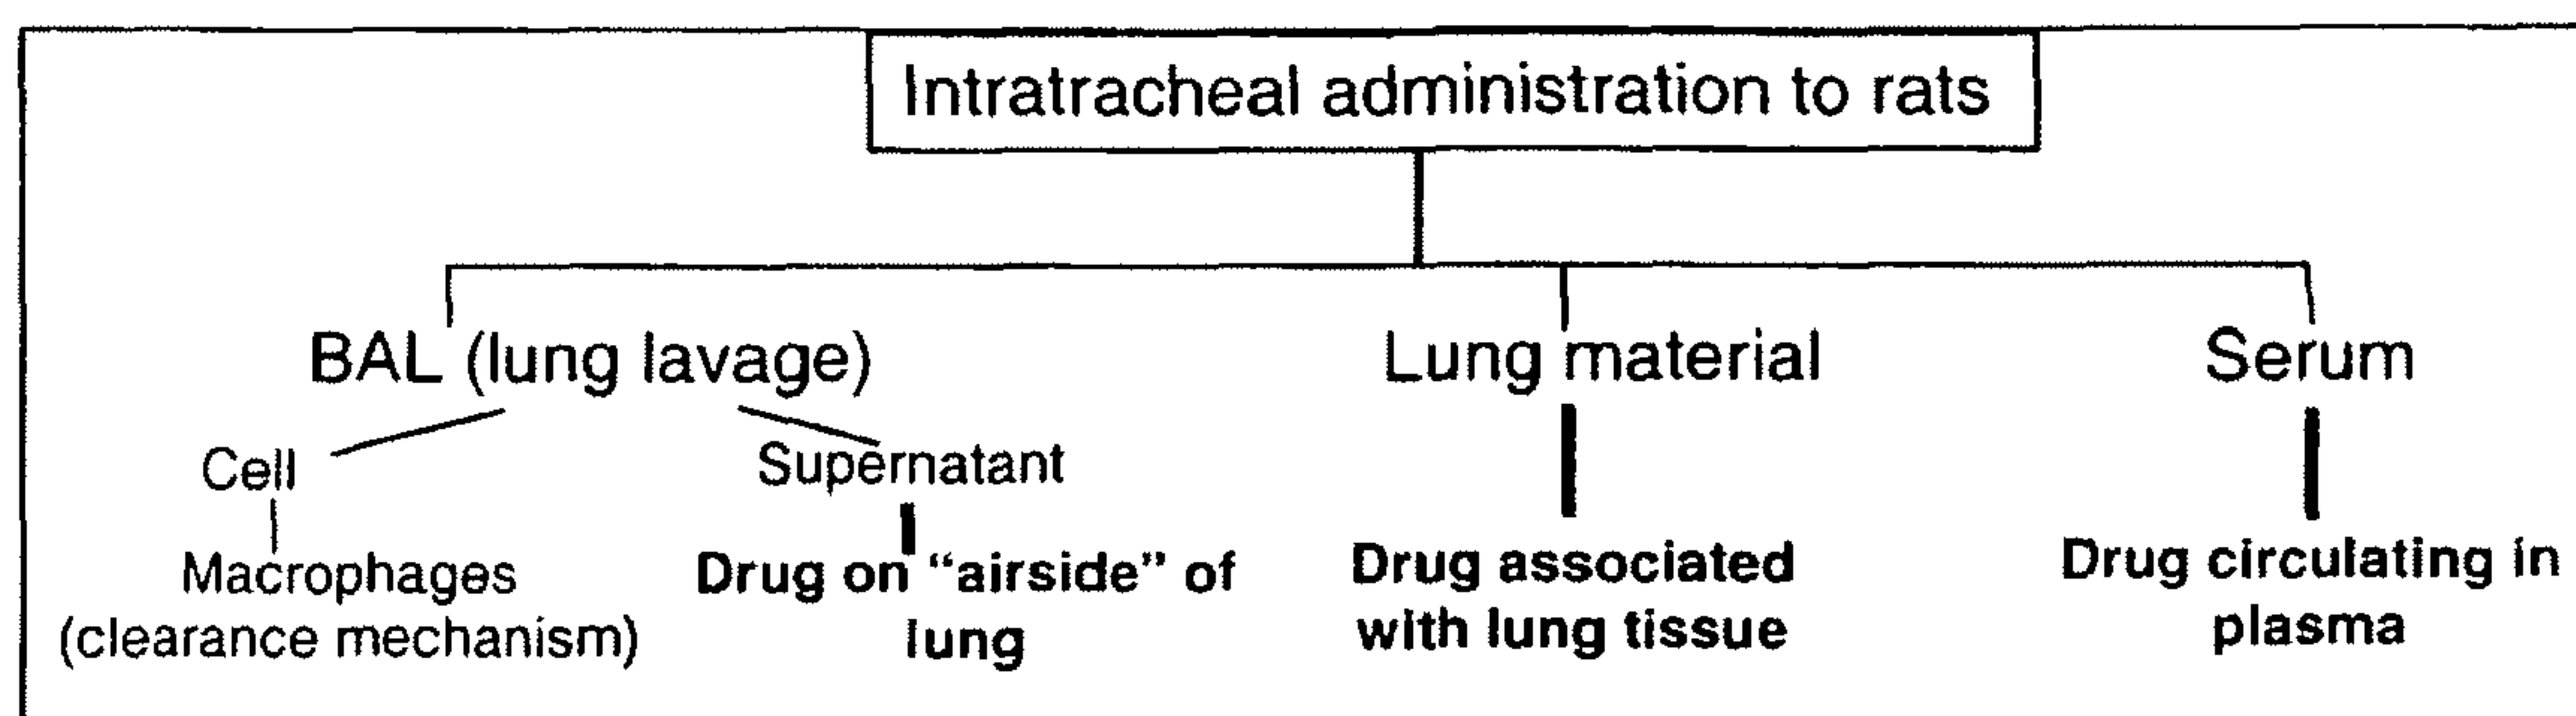 Intratracheal administration to rats
BAL (lung lavage)
Lung material
Serum
Cell
Supernatant
Macrophages
(clearance mechanism)
Drug on “airside” of
lung
Drug associated
with lung tissue
Drug circulating in
plasma